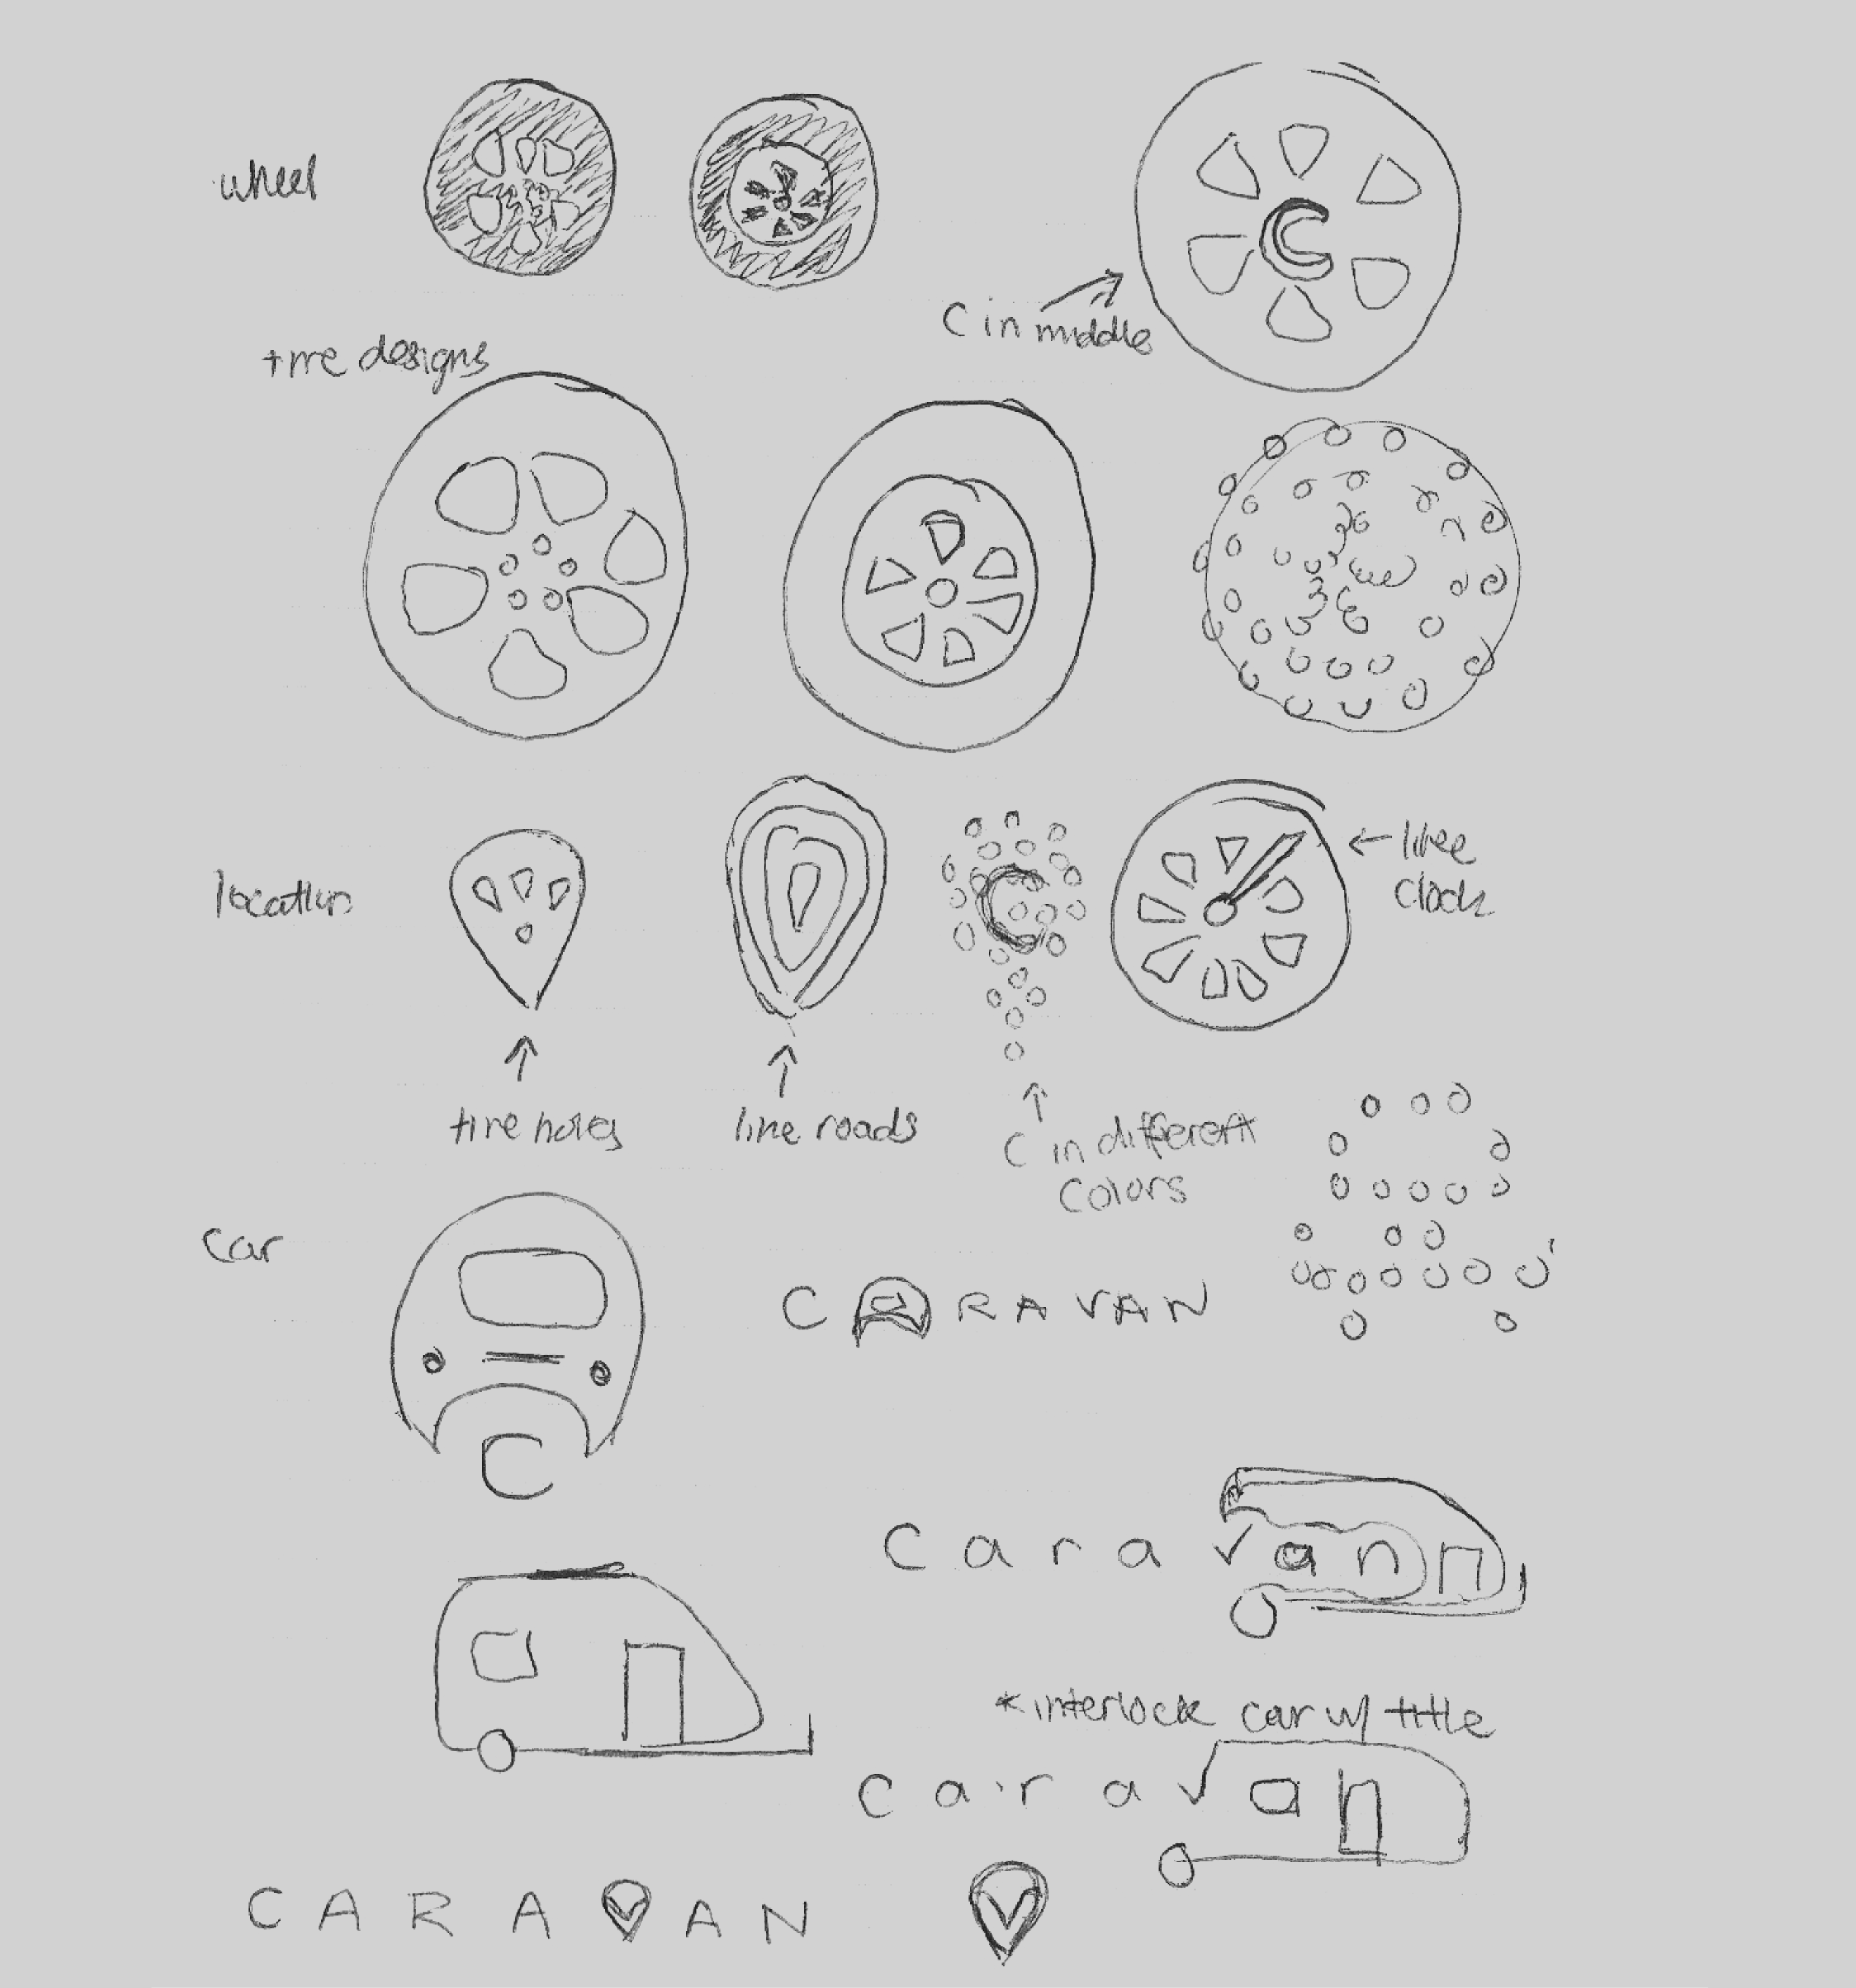 wheel
C
C in middle
tire designs
location
← like
clock
tire holes
line roads
C in different
colors
car
CARAVAN
C
caravan
*interlock car w/ title
caravan
CARAVAN
V